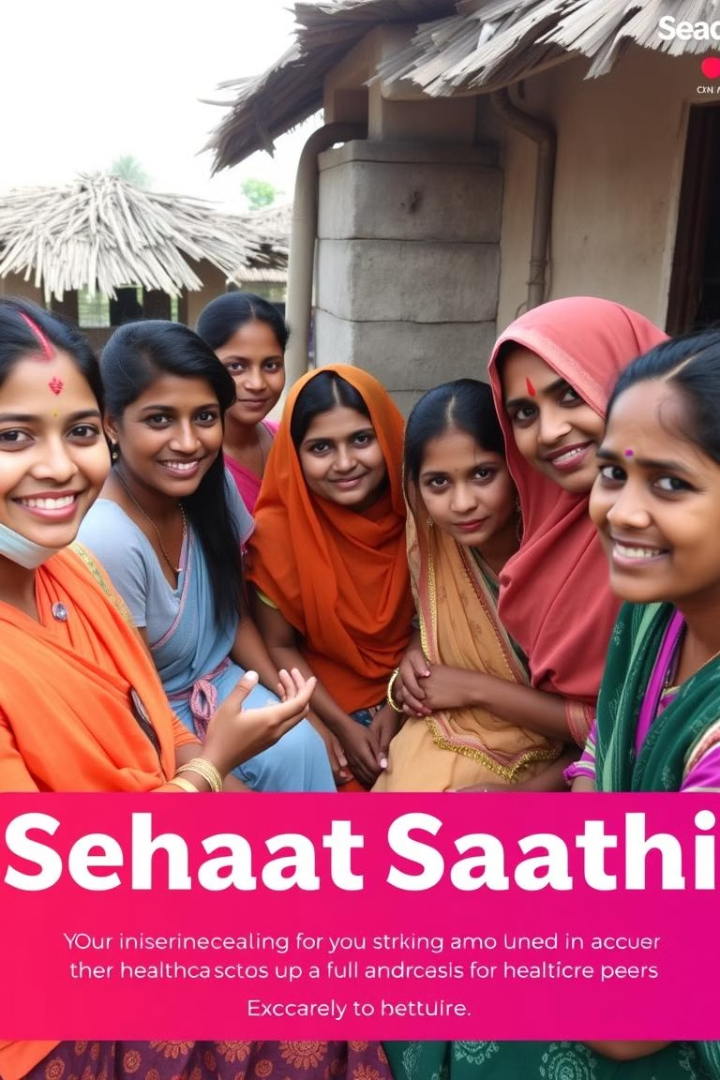 Seac
Sehaat Saathi
YOur iniserinecealing for you strking amo Uned in accuer
ther healthcasctos up a full andrcasis for healticre peers
Exccarely to hettuire.